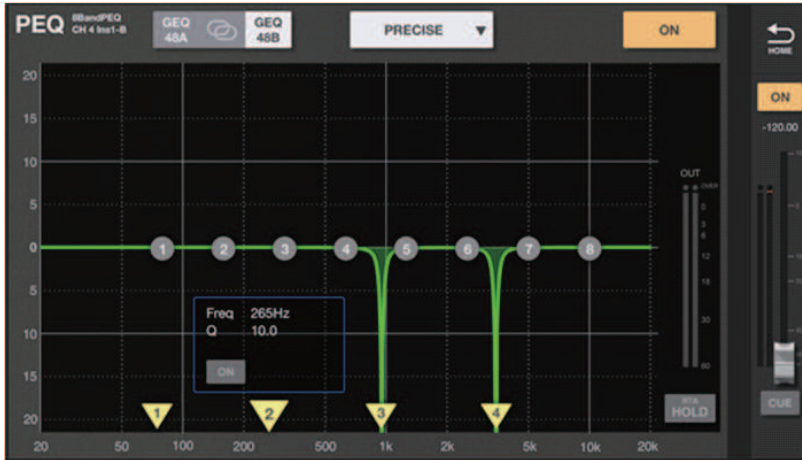 PEQ 8BandPEQ
CH 4 Ins1-B
GEQ
48A
GEQ
48B
PRECISE
ON
HOME
ON
-120.00
20
15
10
5
0
5
10
15
20
1 2 3 4 5 6 7 8
Freq 265Hz
Q 10.0
ON
1 2 3 4
20 50 100 200 500 1k 2k 5k 10k 20k
OUT
OVER
0
3
6
12
18
30
60
RTA
HOLD
CUE